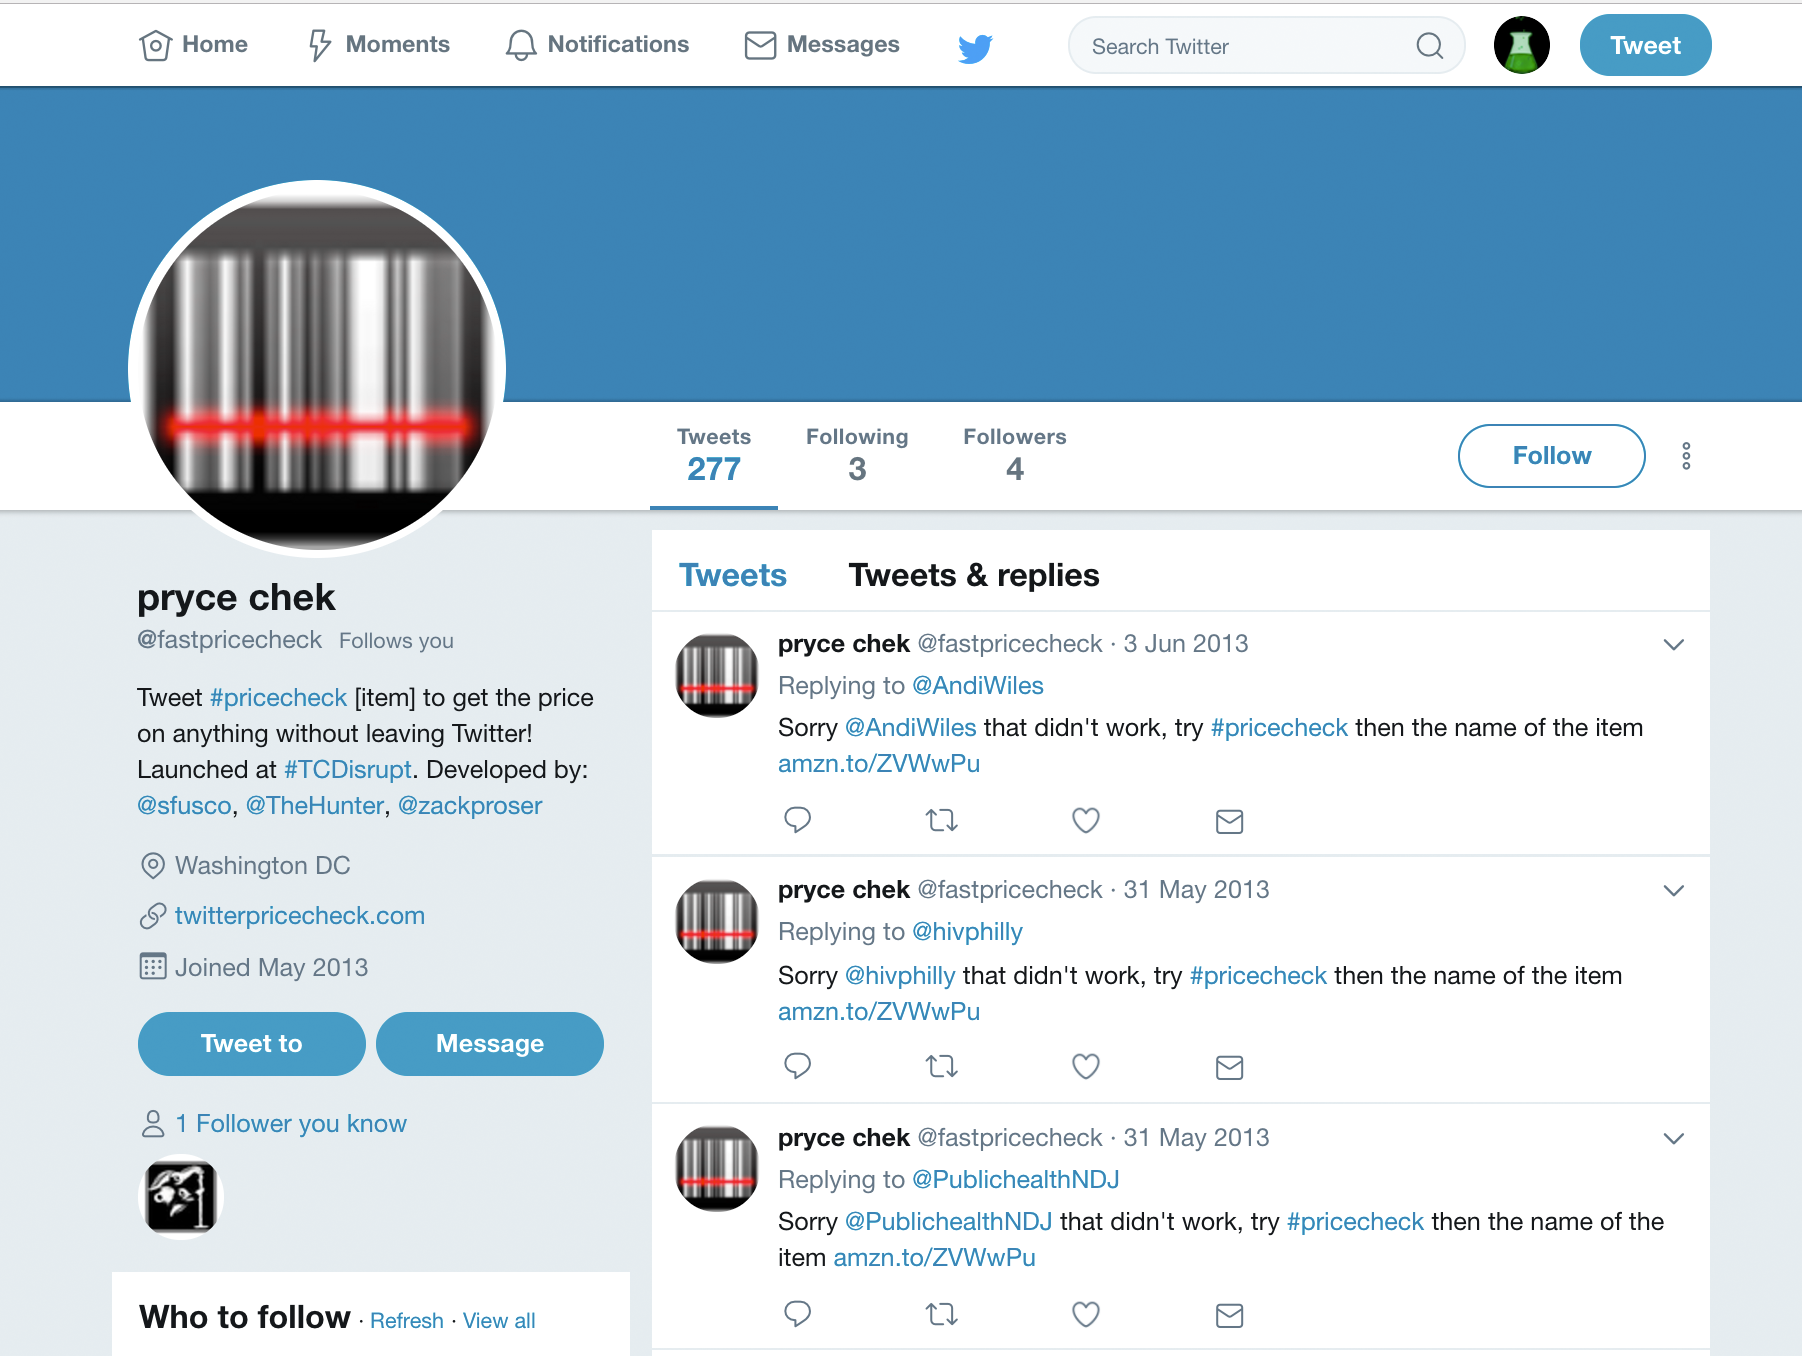 Home Moments Notifications Messages Search Twitter Tweet
Tweets Following Followers
277 3 4
Follow
pryce chek
@fastpricecheck Follows you
Tweet #pricecheck [item] to get the price
on anything without leaving Twitter!
Launched at #TCDisrupt. Developed by:
@sfusco, @TheHunter, @zackproser
Washington DC
twitterpricecheck.com
Joined May 2013
Tweet to Message
1 Follower you know
Who to follow · Refresh · View all
Tweets Tweets & replies
pryce chek @fastpricecheck · 3 Jun 2013
Replying to @AndiWiles
Sorry @AndiWiles that didn't work, try #pricecheck then the name of the item
amzn.to/ZVWwPu
pryce chek @fastpricecheck · 31 May 2013
Replying to @hivphilly
Sorry @hivphilly that didn't work, try #pricecheck then the name of the item
amzn.to/ZVWwPu
pryce chek @fastpricecheck · 31 May 2013
Replying to @PublichealthNDJ
Sorry @PublichealthNDJ that didn't work, try #pricecheck then the name of the
item amzn.to/ZVWwPu